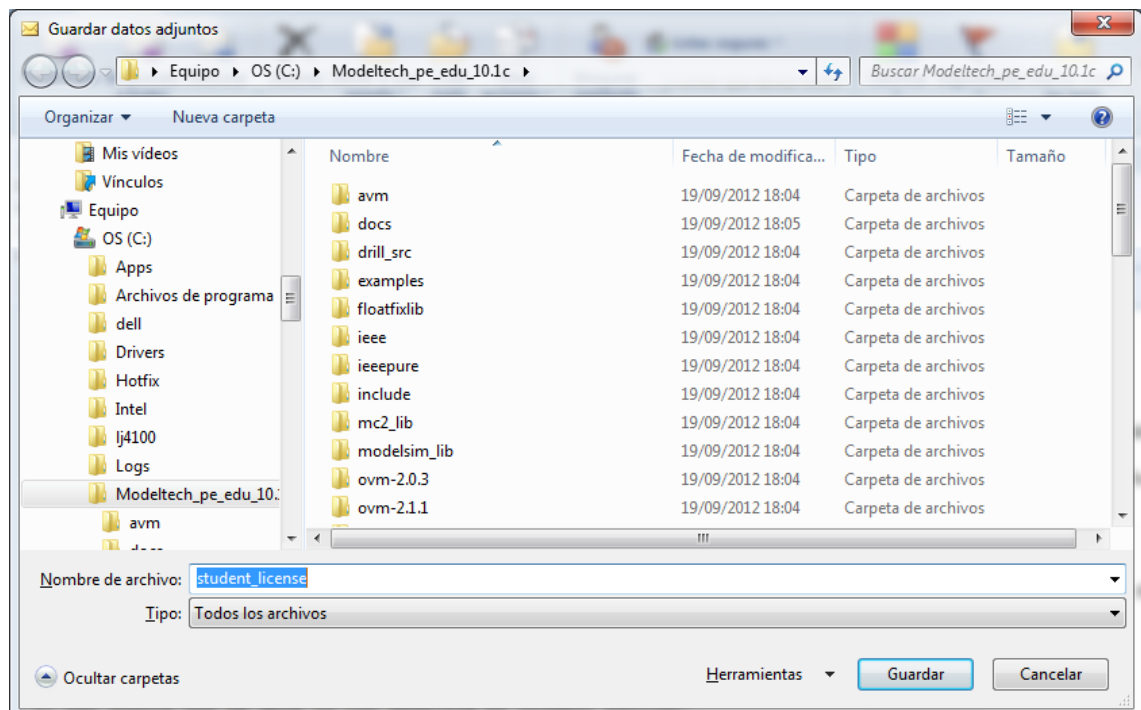 Guardar datos adjuntos
Equipo OS (C:) Modeltech_pe_edu_10.1c
Buscar Modeltech_pe_edu_10.1c
Organizar Nueva carpeta
Mis vídeos
Vínculos
Equipo
OS (C:)
Apps
Archivos de programa
dell
Drivers
Hotfix
Intel
lj4100
Logs
Modeltech_pe_edu_10.
avm
docs
Nombre Fecha de modifica... Tipo Tamaño
avm 19/09/2012 18:04 Carpeta de archivos
docs 19/09/2012 18:05 Carpeta de archivos
drill_src 19/09/2012 18:04 Carpeta de archivos
examples 19/09/2012 18:04 Carpeta de archivos
floatfixlib 19/09/2012 18:04 Carpeta de archivos
ieee 19/09/2012 18:04 Carpeta de archivos
ieeepure 19/09/2012 18:04 Carpeta de archivos
include 19/09/2012 18:04 Carpeta de archivos
mc2_lib 19/09/2012 18:04 Carpeta de archivos
modelsim_lib 19/09/2012 18:04 Carpeta de archivos
ovm-2.0.3 19/09/2012 18:04 Carpeta de archivos
ovm-2.1.1 19/09/2012 18:04 Carpeta de archivos
Nombre de archivo: student_license
Tipo: Todos los archivos
Ocultar carpetas Herramientas Guardar Cancelar